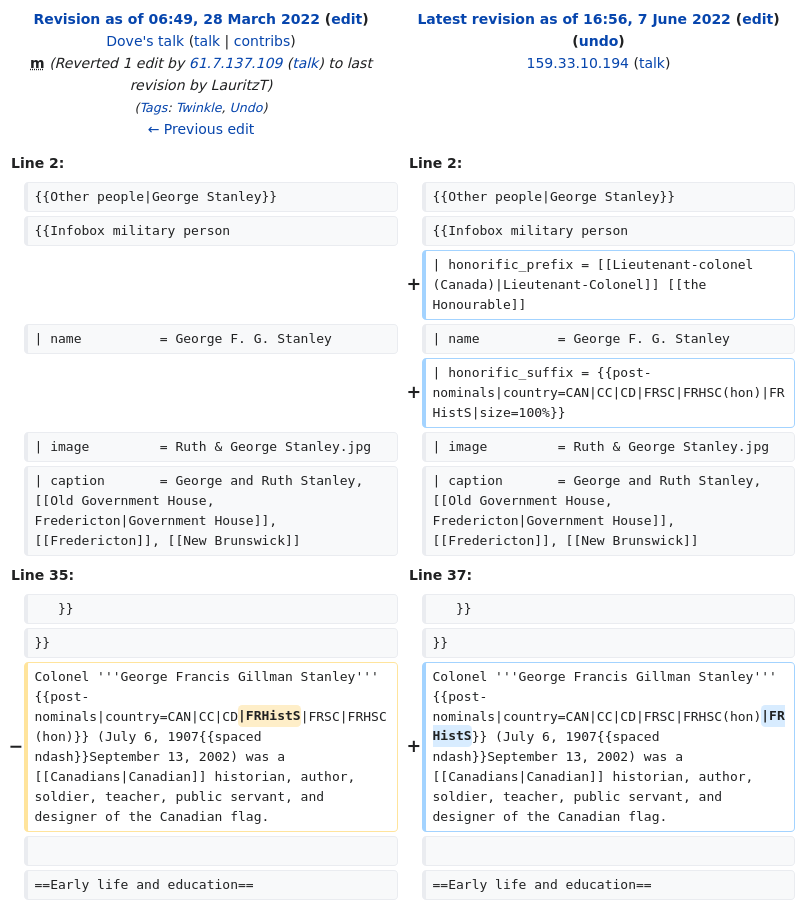 Revision as of 06:49, 28 March 2022 (edit)
Dove's talk (talk | contribs)
m (Reverted 1 edit by 61.7.137.109 (talk) to last
revision by LauritzT)
(Tags: Twinkle, Undo)
← Previous edit
Latest revision as of 16:56, 7 June 2022 (edit)
(undo)
159.33.10.194 (talk)
Line 2:
Line 2:
{{Other people|George Stanley}}
{{Other people|George Stanley}}
{{Infobox military person
{{Infobox military person
+
| honorific_prefix = [[Lieutenant-colonel
(Canada)|Lieutenant-Colonel]] [[the
Honourable]]
| name          = George F. G. Stanley
| name          = George F. G. Stanley
+
| honorific_suffix = {{post-
nominals|country=CAN|CC|CD|FRSC|FRHSC(hon)|FR
HistS|size=100%}}
| image         = Ruth & George Stanley.jpg
| image         = Ruth & George Stanley.jpg
| caption       = George and Ruth Stanley,
[[Old Government House,
Fredericton|Government House]],
[[Fredericton]], [[New Brunswick]]
| caption       = George and Ruth Stanley,
[[Old Government House,
Fredericton|Government House]],
[[Fredericton]], [[New Brunswick]]
Line 35:
Line 37:
}}
}}
}}
}}
−
Colonel '''George Francis Gillman Stanley'''
{{post-
nominals|country=CAN|CC|CD|FRHistS|FRSC|FRHSC
(hon)}} (July 6, 1907{{spaced
ndash}}September 13, 2002) was a
[[Canadians|Canadian]] historian, author,
soldier, teacher, public servant, and
designer of the Canadian flag.
+
Colonel '''George Francis Gillman Stanley'''
{{post-
nominals|country=CAN|CC|CD|FRSC|FRHSC(hon)|FR
HistS}} (July 6, 1907{{spaced
ndash}}September 13, 2002) was a
[[Canadians|Canadian]] historian, author,
soldier, teacher, public servant, and
designer of the Canadian flag.
==Early life and education==
==Early life and education==